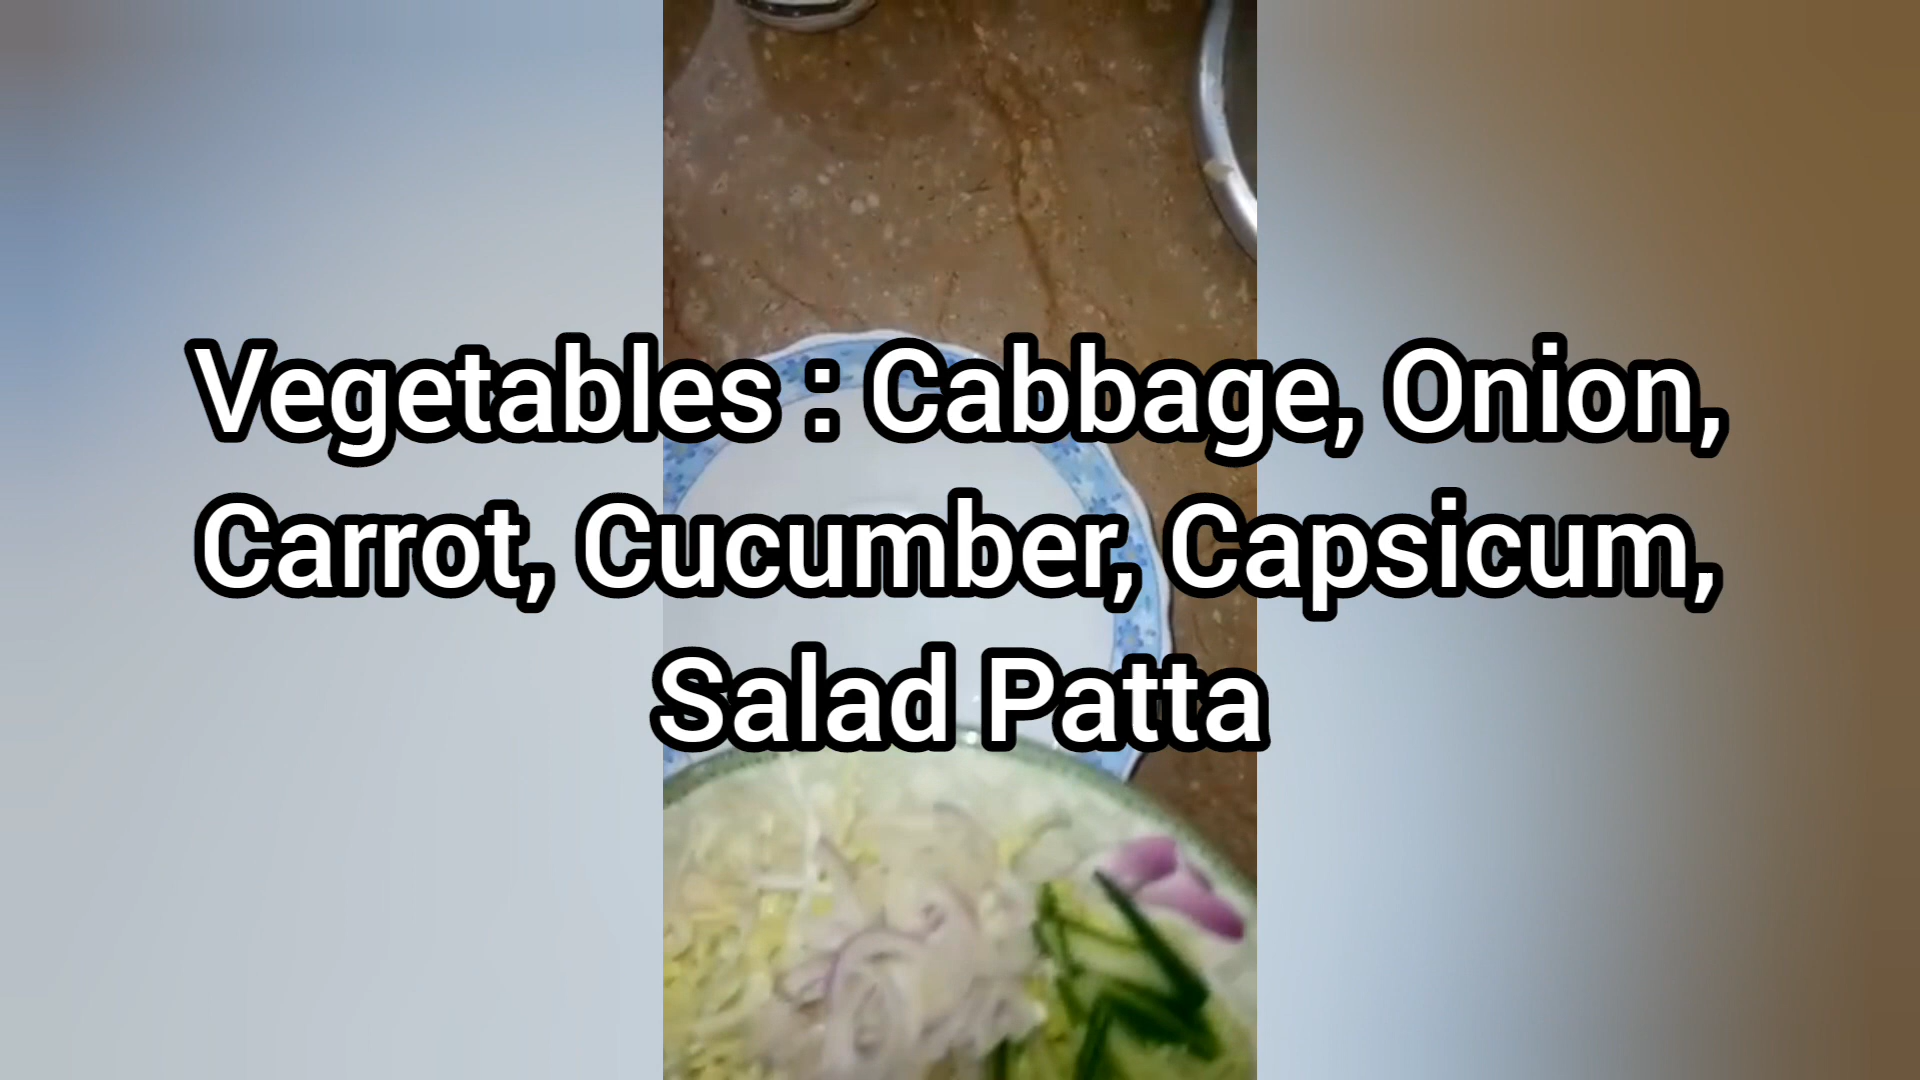 Vegetables : Cabbage, Onion,
Carrot, Cucumber, Capsicum,
Salad Patta